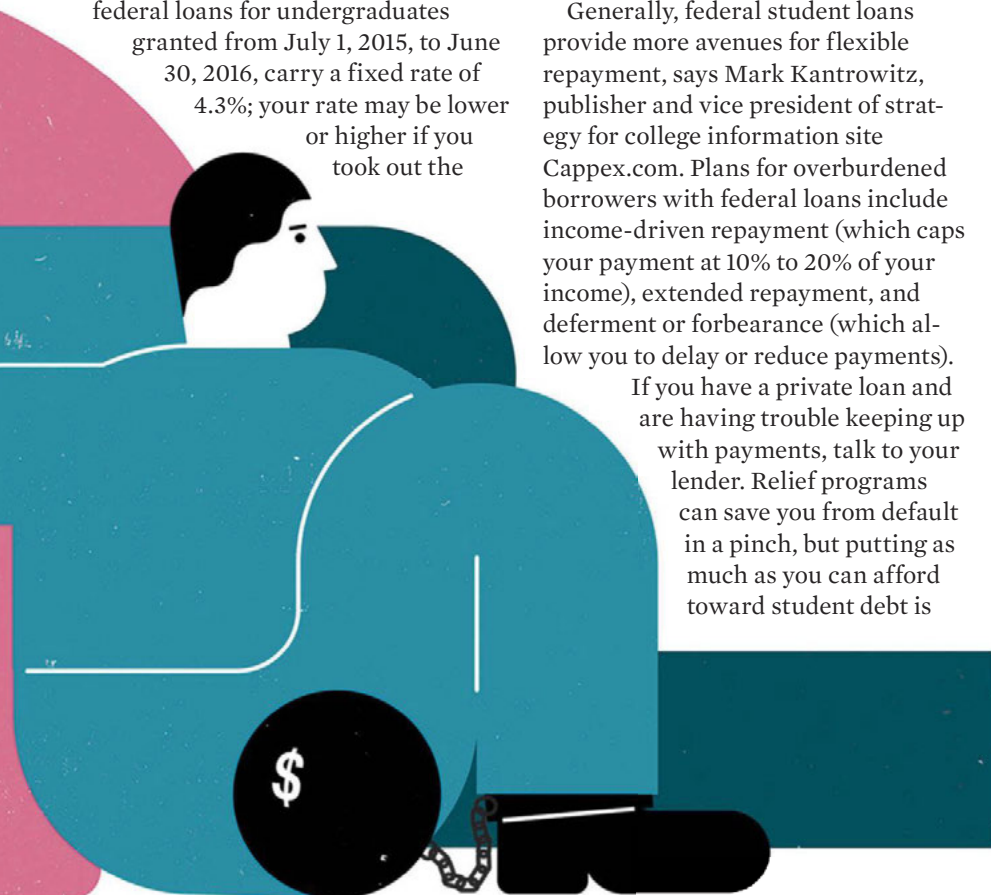 federal loans for undergraduates
granted from July 1, 2015, to June
30, 2016, carry a fixed rate of
4.3%; your rate may be lower
or higher if you
took out the
Generally, federal student loans
provide more avenues for flexible
repayment, says Mark Kantrowitz,
publisher and vice president of strat-
egy for college information site
Cappex.com. Plans for overburdened
borrowers with federal loans include
income-driven repayment (which caps
your payment at 10% to 20% of your
income), extended repayment, and
deferment or forbearance (which al-
low you to delay or reduce payments).
If you have a private loan and
are having trouble keeping up
with payments, talk to your
lender. Relief programs
can save you from default
in a pinch, but putting as
much as you can afford
toward student debt is
$